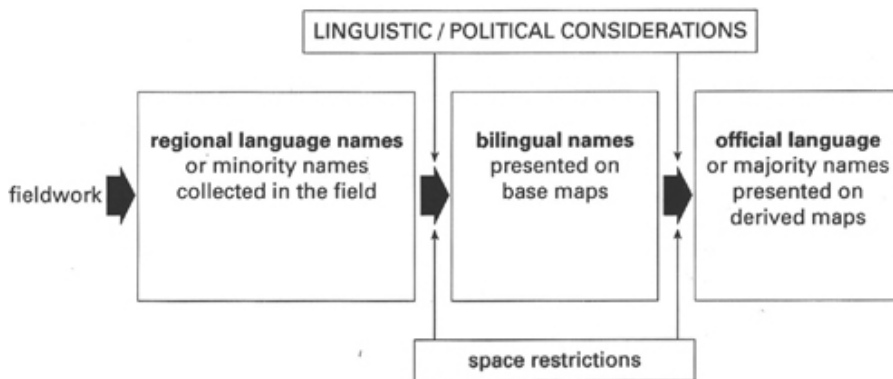 LINGUISTIC / POLITICAL CONSIDERATIONS
fieldwork
regional language names
or minority names
collected in the field
bilingual names
presented on
base maps
official language
or majority names
presented on
derived maps
space restrictions